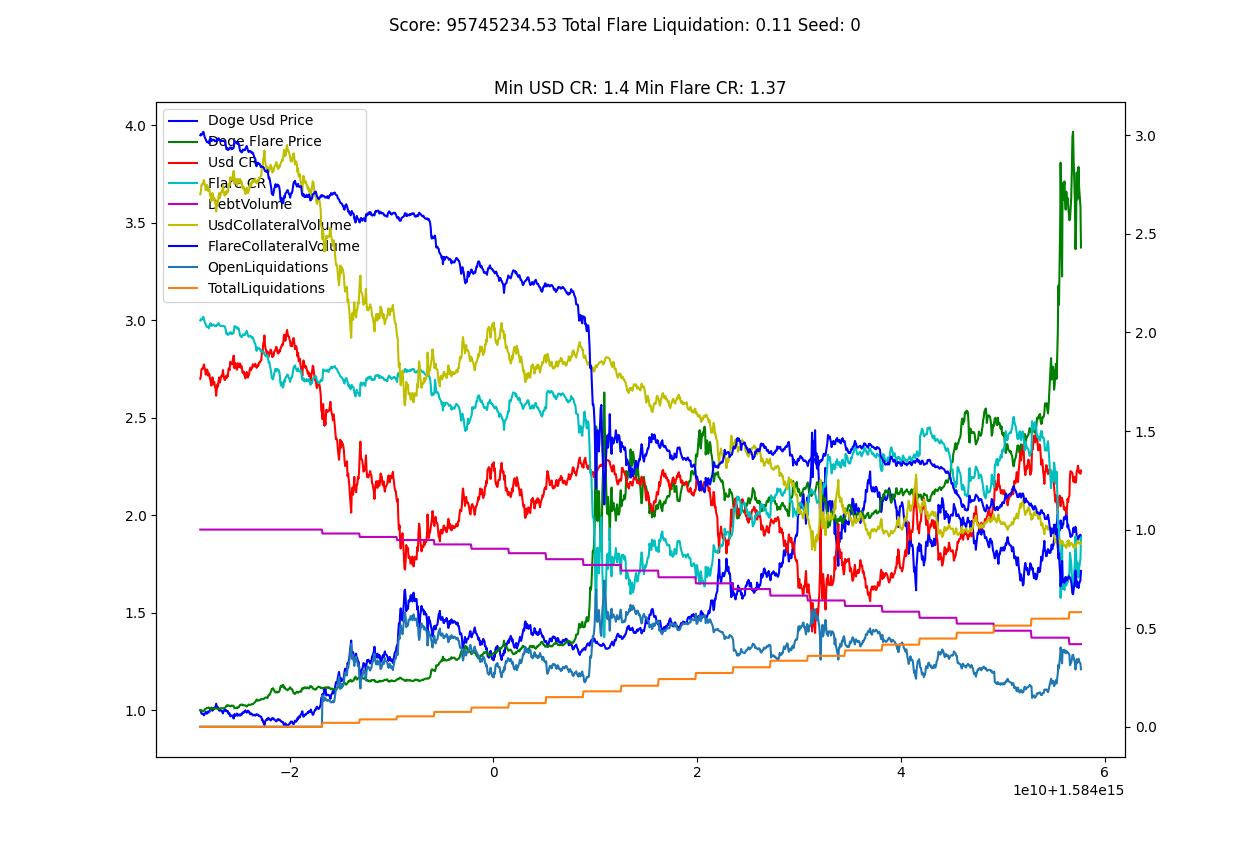 Score: 95745234.53 Total Flare Liquidation: 0.11 Seed: 0
Min USD CR: 1.4 Min Flare CR: 1.37
Doge Usd Price
Doge Flare Price
Usd CR
Flare CR
DebtVolume
UsdCollateralVolume
FlareCollateralVolume
OpenLiquidations
TotalLiquidations
4.0
3.5
3.0
2.5
2.0
1.5
1.0
3.0
2.5
2.0
1.5
1.0
0.5
0.0
−2
0
2
4
6
1e10+1.584e15